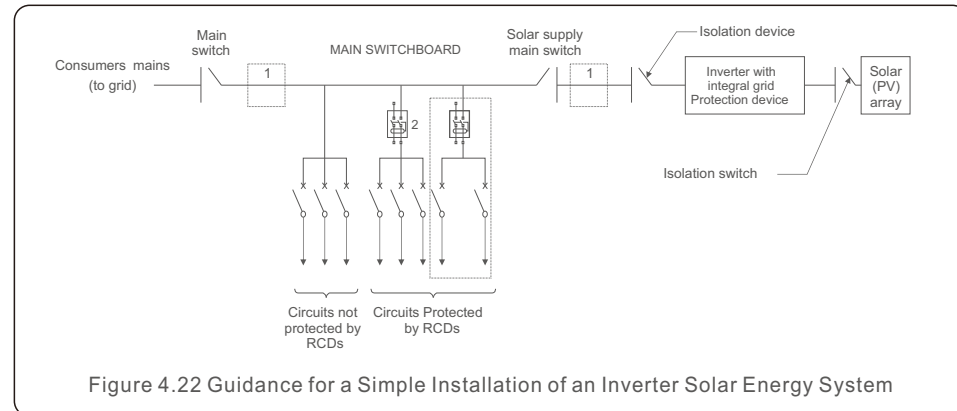 Main
switch
MAIN SWITCHBOARD
Solar supply
main switch
Isolation device
Consumers mains
(to grid)
1
1
Inverter with
integral grid
Protection device
Solar
(PV)
array
2
Isolation switch
Circuits not
protected by
RCDs
Circuits Protected
by RCDs
Figure 4.22 Guidance for a Simple Installation of an Inverter Solar Energy System